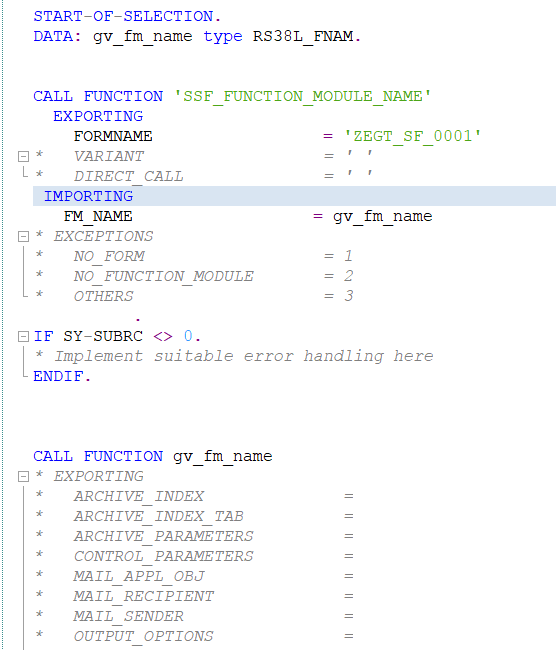 START-OF-SELECTION.
DATA: gv_fm_name type RS38L_FNAM.
CALL FUNCTION 'SSF_FUNCTION_MODULE_NAME'
EXPORTING
FORMNAME = 'ZEGT_SF_0001'
* VARIANT = ' '
* DIRECT_CALL = ' '
IMPORTING
FM_NAME = gv_fm_name
* EXCEPTIONS
* NO_FORM = 1
* NO_FUNCTION_MODULE = 2
* OTHERS = 3
.
IF SY-SUBRC <> 0.
* Implement suitable error handling here
ENDIF.
CALL FUNCTION gv_fm_name
* EXPORTING
* ARCHIVE_INDEX =
* ARCHIVE_INDEX_TAB =
* ARCHIVE_PARAMETERS =
* CONTROL_PARAMETERS =
* MAIL_APPL_OBJ =
* MAIL_RECIPIENT =
* MAIL_SENDER =
* OUTPUT_OPTIONS =